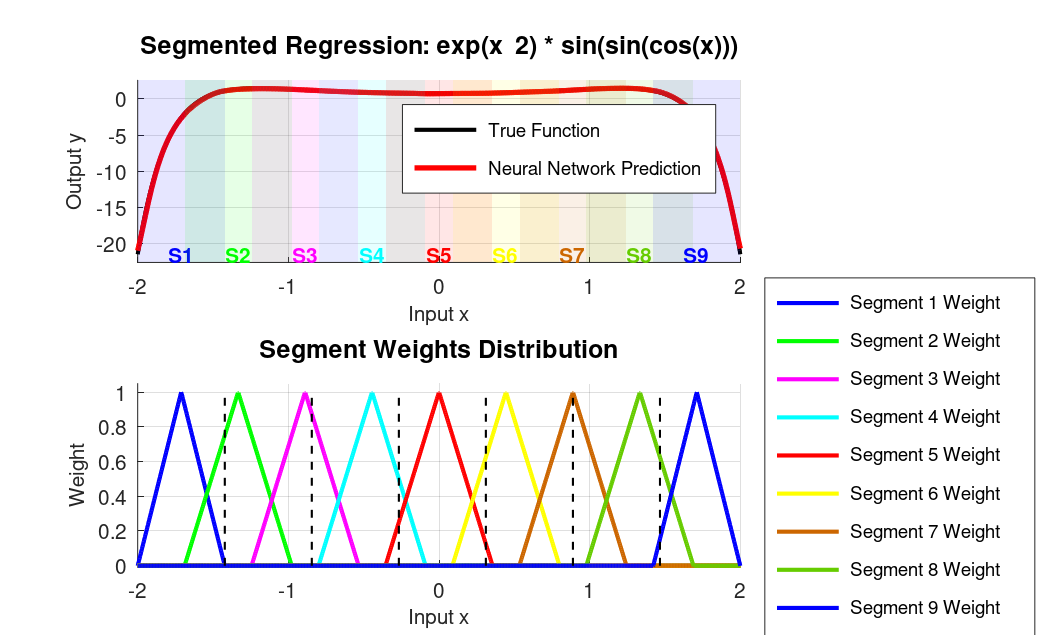 Segmented Regression: exp(x 2) * sin(sin(cos(x)))
Output y
0
-5
-10
-15
-20
True Function
Neural Network Prediction
S1 S2 S3 S4 S5 S6 S7 S8 S9
-2 -1 0 1 2
Input x
Segment Weights Distribution
Weight
1
0.8
0.6
0.4
0.2
0
-2 -1 0 1 2
Input x
Segment 1 Weight
Segment 2 Weight
Segment 3 Weight
Segment 4 Weight
Segment 5 Weight
Segment 6 Weight
Segment 7 Weight
Segment 8 Weight
Segment 9 Weight